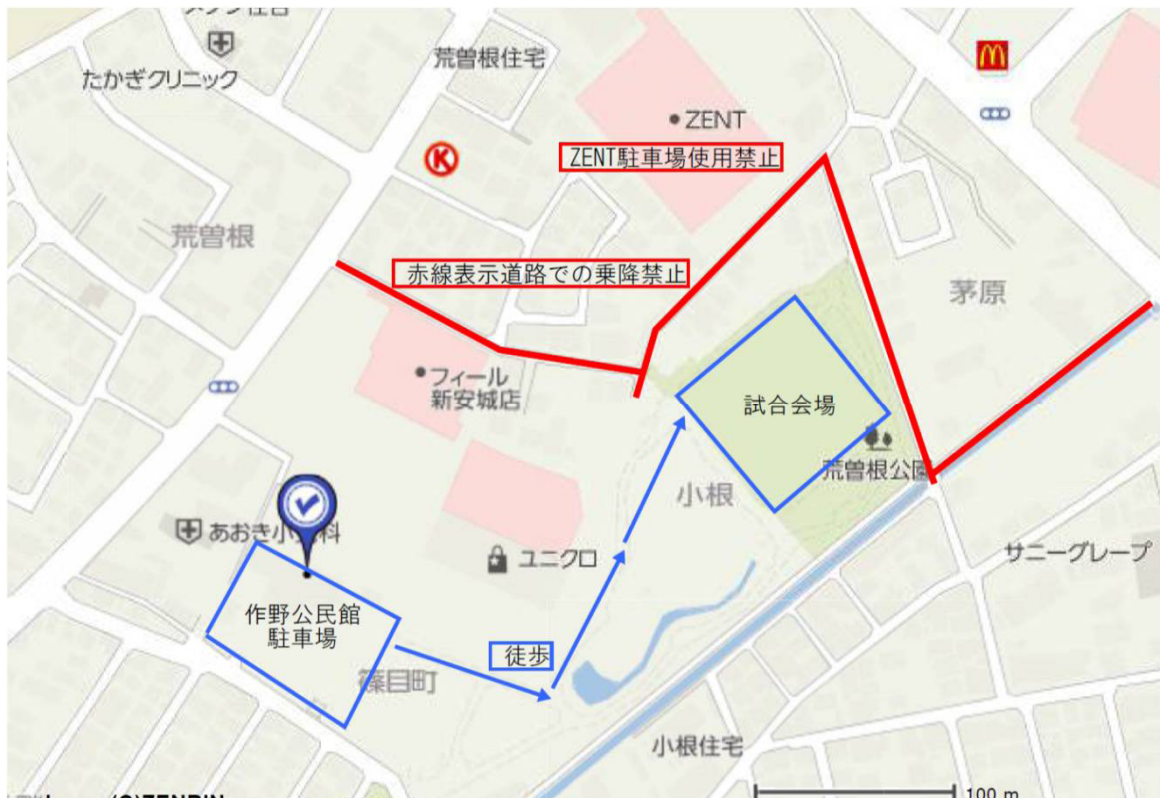 たかぎクリニック
荒曽根住宅
ZENT
ZENT駐車場使用禁止
K
荒曽根
赤線表示道路での乗降禁止
茅原
フィール
新安城店
試合会場
荒曽根公園
小根
あおき小
科
ユニクロ
サニーグレープ
作野公民館
駐車場
徒歩
篠目町
小根住宅
100 m